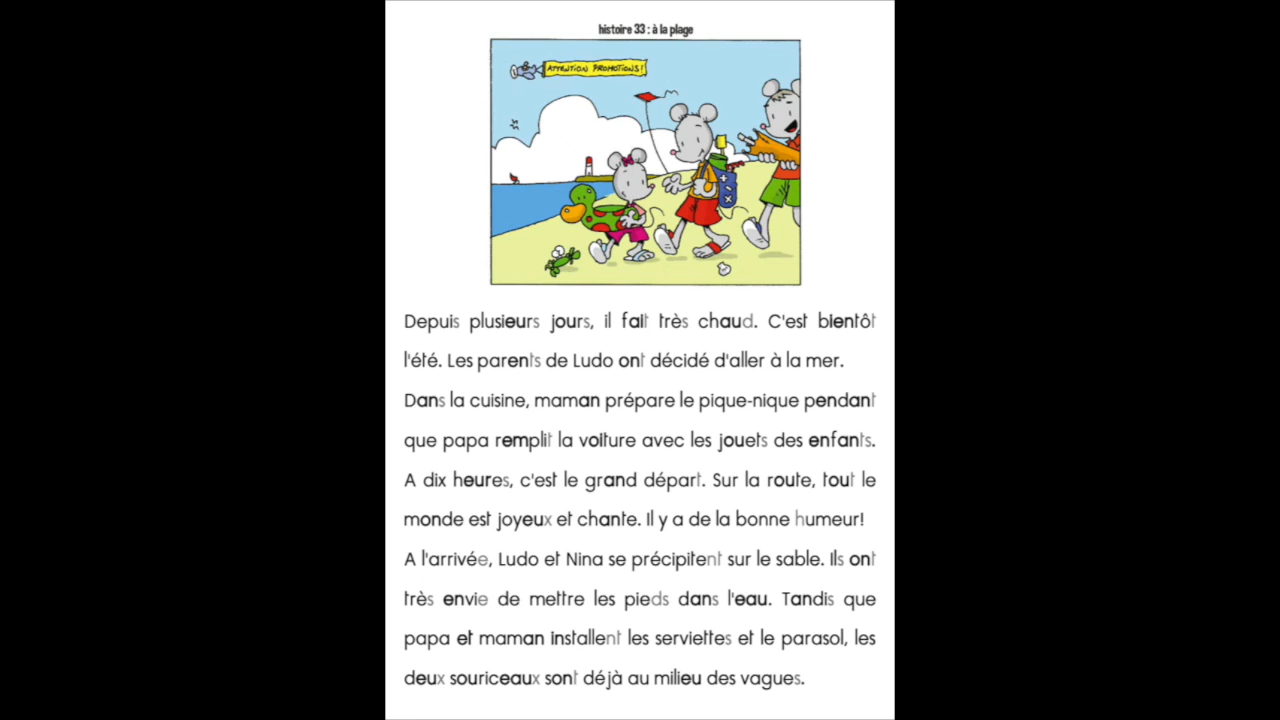 histoire 33 : à la plage
ATTENTION PROMOTIONS !
Depuis plusieurs jours, il fait très chaud. C'est bientôt
l'été. Les parents de Ludo ont décidé d'aller à la mer.
Dans la cuisine, maman prépare le pique-nique pendant
que papa remplit la voiture avec les jouets des enfants.
A dix heures, c'est le grand départ. Sur la route, tout le
monde est joyeux et chante. Il y a de la bonne humeur!
A l'arrivée, Ludo et Nina se précipitent sur le sable. Ils ont
très envie de mettre les pieds dans l'eau. Tandis que
papa et maman installent les serviettes et le parasol, les
deux souriceaux sont déjà au milieu des vagues.